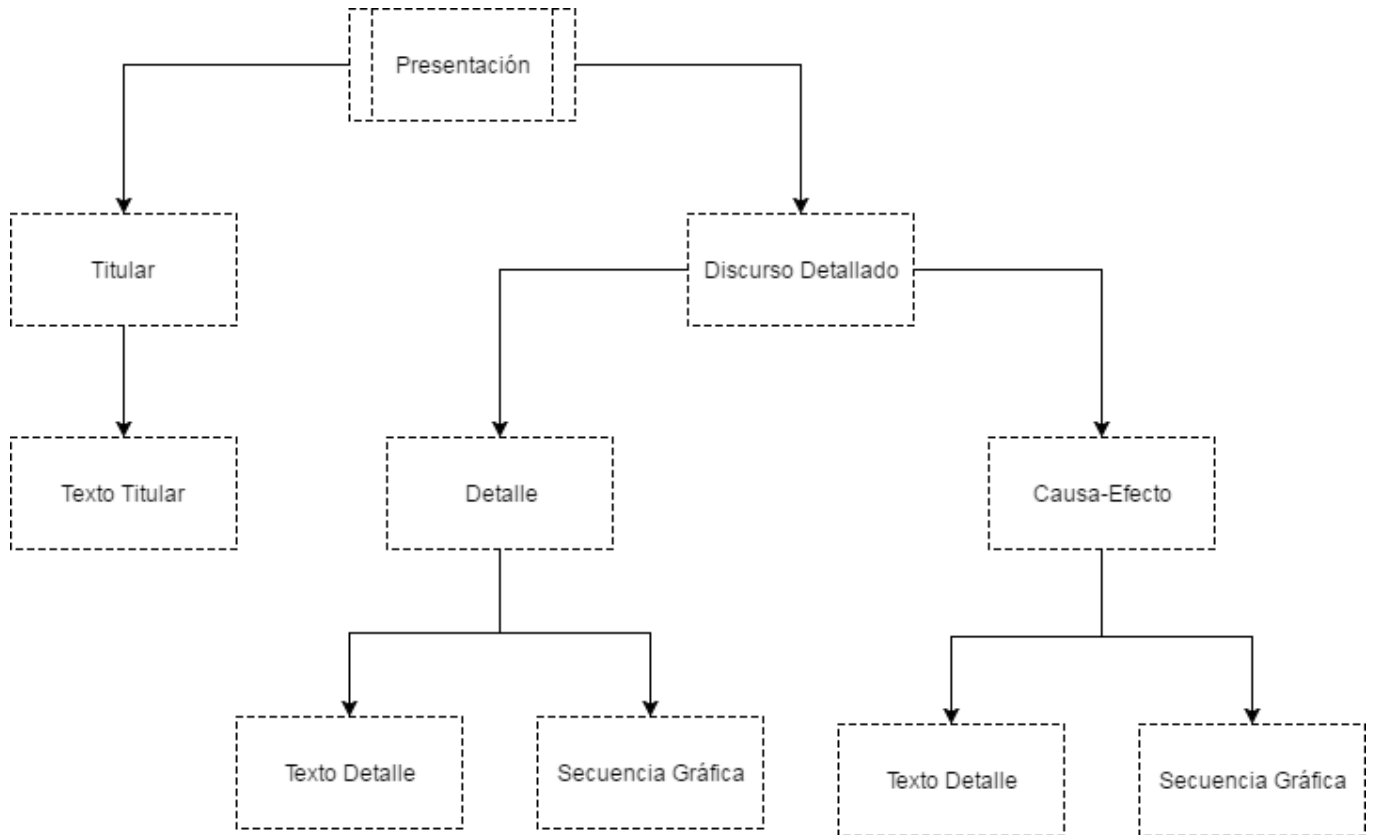 Presentación
Titular
Discurso Detallado
Texto Titular
Detalle
Causa-Efecto
Texto Detalle
Secuencia Gráfica
Texto Detalle
Secuencia Gráfica